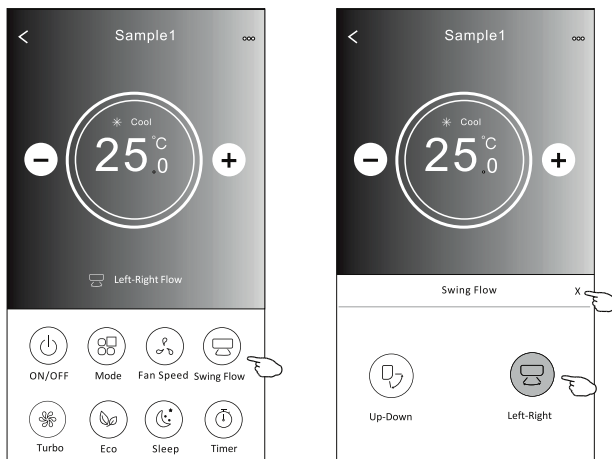 Sample1
Cool
25.0°C
Left-Right Flow
ON/OFF Mode Fan Speed Swing Flow
Turbo Eco Sleep Timer
Sample1
Cool
25.0°C
Swing Flow X
Up-Down Left-Right